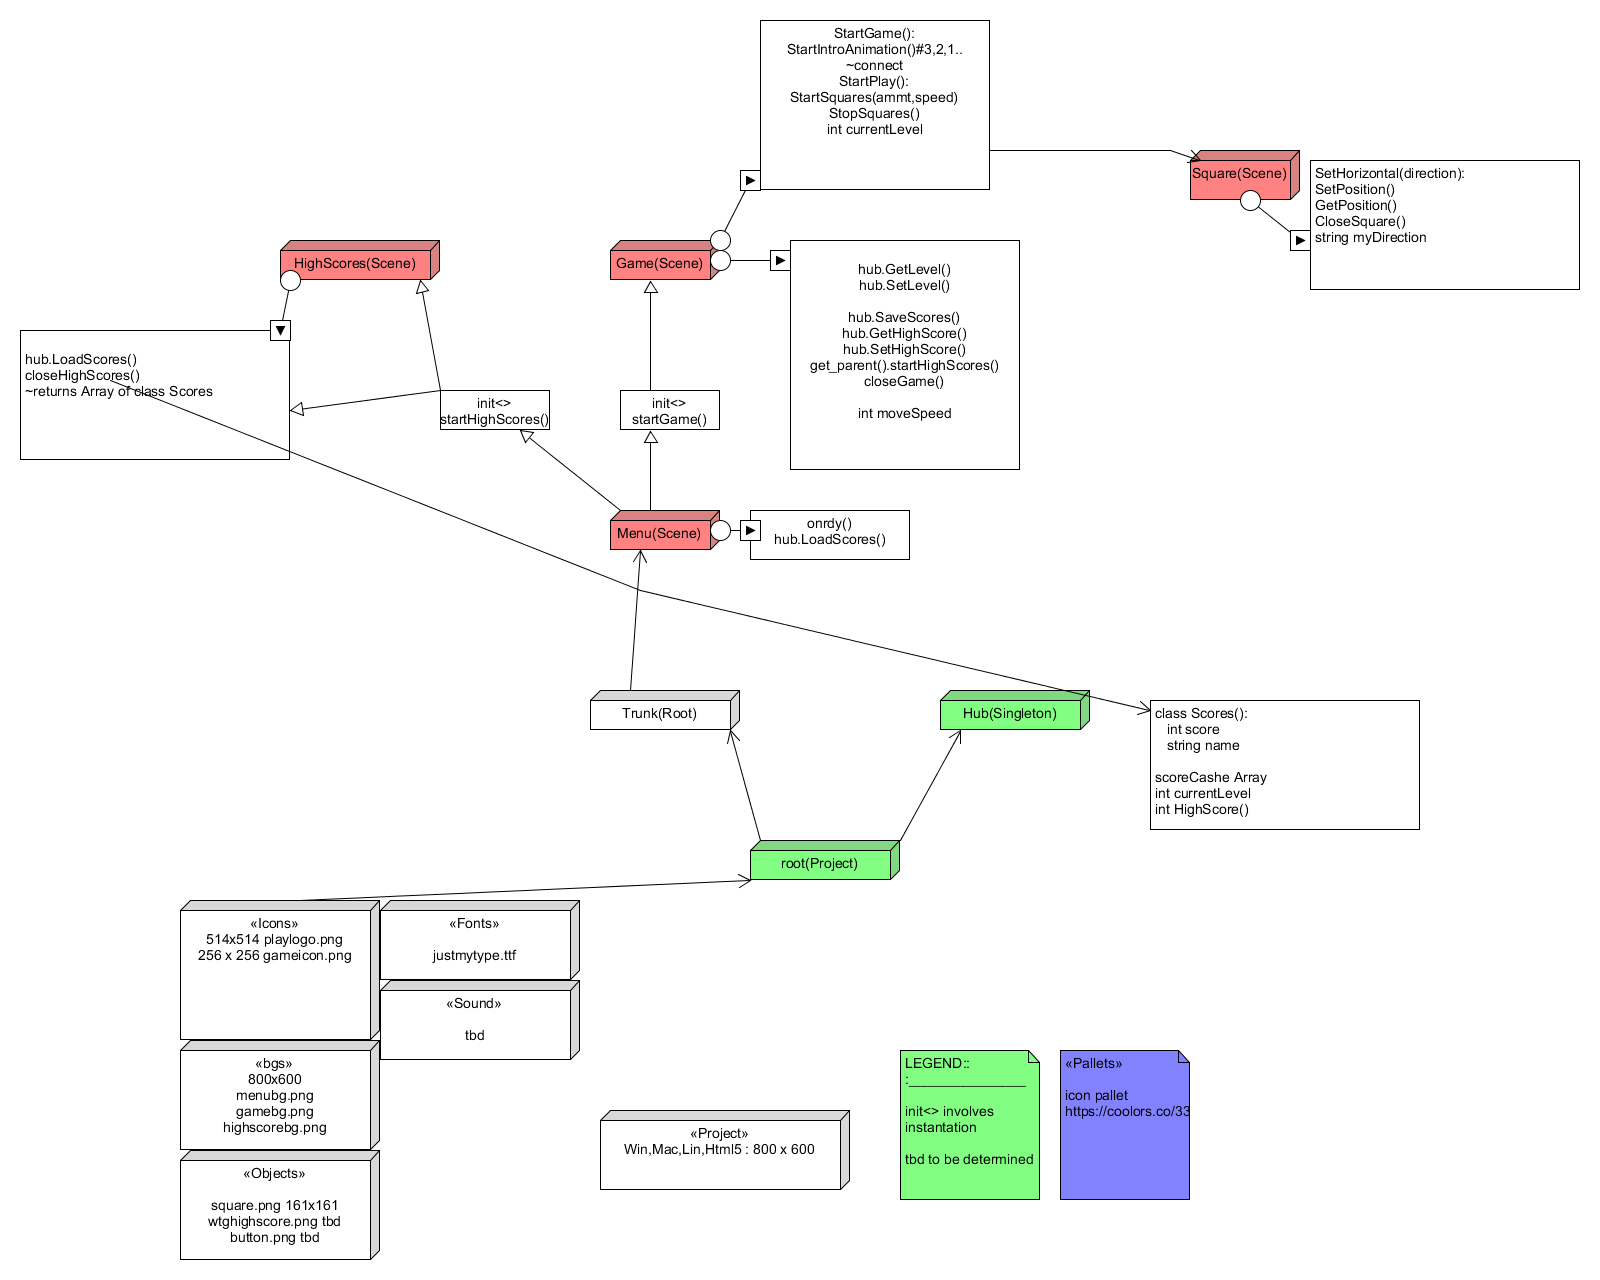 StartGame():
StartIntroAnimation()#3,2,1..
~connect
StartPlay():
StartSquares(ammt,speed)
StopSquares()
int currentLevel
Square(Scene)
SetHorizontal(direction):
SetPosition()
GetPosition()
CloseSquare()
string myDirection
HighScores(Scene)
Game(Scene)
hub.GetLevel()
hub.SetLevel()
hub.SaveScores()
hub.GetHighScore()
hub.SetHighScore()
get_parent().startHighScores()
closeGame()
int moveSpeed
hub.LoadScores()
closeHighScores()
~returns Array of class Scores
init<>
startHighScores()
init<>
startGame()
Menu(Scene)
onrdy()
hub.LoadScores()
Trunk(Root)
Hub(Singleton)
class Scores():
int score
string name
scoreCashe Array
int currentLevel
int HighScore()
root(Project)
«Icons»
514x514 playlogo.png
256 x 256 gameicon.png
«Fonts»
justmytype.ttf
«Sound»
tbd
«bgs»
800x600
menubg.png
gamebg.png
highscorebg.png
«Objects»
square.png 161x161
wtghighscore.png tbd
button.png tbd
«Project»
Win,Mac,Lin,Html5 : 800 x 600
LEGEND::
:_______________
init<> involves
instantation
tbd to be determined
«Pallets»
icon pallet
https://coolors.co/33